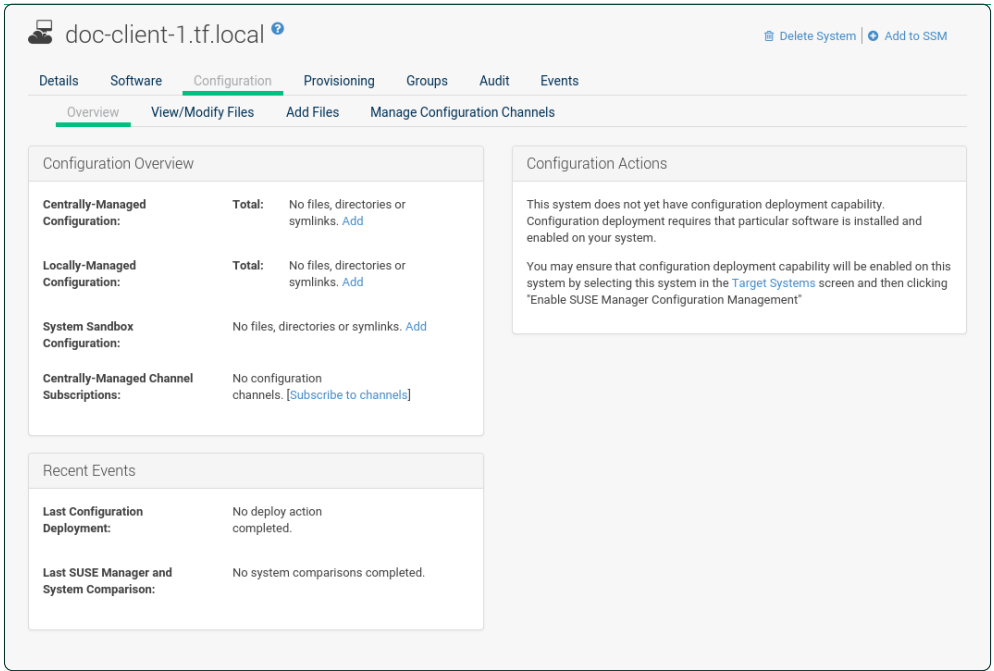 doc-client-1.tf.local ?
Delete System | Add to SSM
Details Software Configuration Provisioning Groups Audit Events
Overview View/Modify Files Add Files Manage Configuration Channels
Configuration Overview
Centrally-Managed Total: No files, directories or
Configuration: symlinks. Add
Locally-Managed Total: No files, directories or
Configuration: symlinks. Add
System Sandbox No files, directories or symlinks. Add
Configuration:
Centrally-Managed Channel No configuration
Subscriptions: channels. [Subscribe to channels]
Configuration Actions
This system does not yet have configuration deployment capability.
Configuration deployment requires that particular software is installed and
enabled on your system.
You may ensure that configuration deployment capability will be enabled on this
system by selecting this system in the Target Systems screen and then clicking
"Enable SUSE Manager Configuration Management"
Recent Events
Last Configuration No deploy action
Deployment: completed.
Last SUSE Manager and No system comparisons completed.
System Comparison: